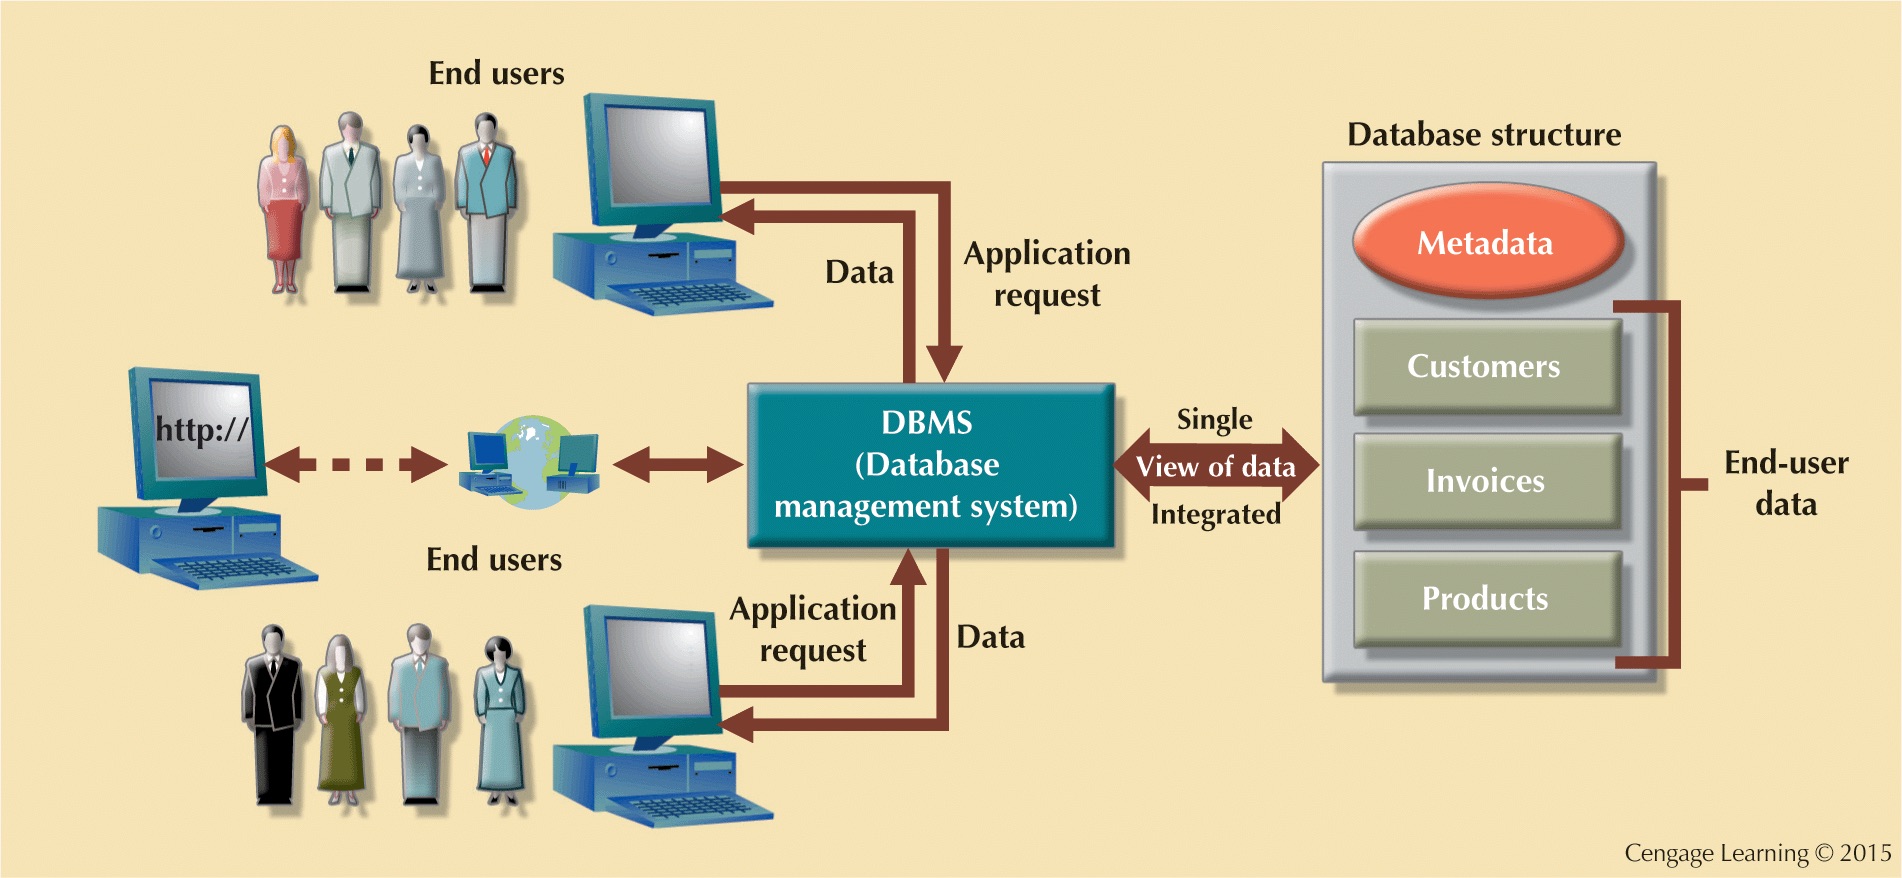 End users
Database structure
Metadata
Data
Application
request
Customers
http://
DBMS
(Database
management system)
Single
View of data
Integrated
Invoices
End-user
data
End users
Application
request
Data
Products
Cengage Learning © 2015